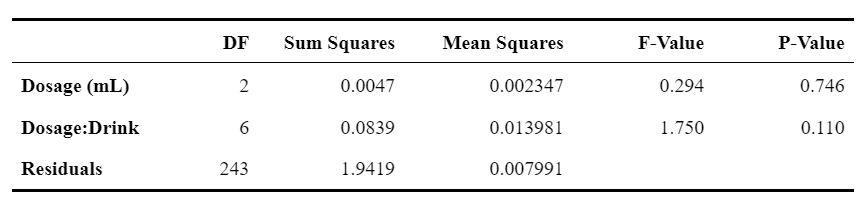 DF Sum Squares Mean Squares F-Value P-Value
Dosage (mL) 2 0.0047 0.002347 0.294 0.746
Dosage:Drink 6 0.0839 0.013981 1.750 0.110
Residuals 243 1.9419 0.007991